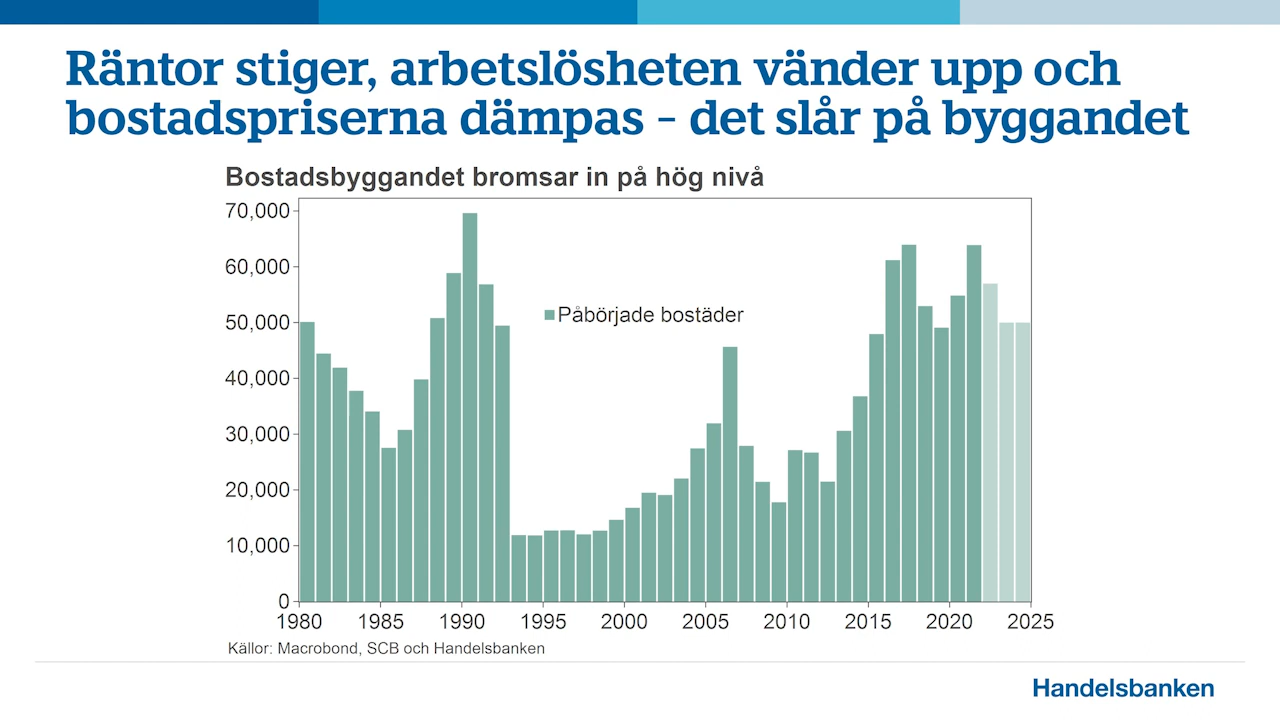 Räntor stiger, arbetslösheten vänder upp och
bostadspriserna dämpas – det slår på byggandet
Bostadsbyggandet bromsar in på hög nivå
70,000
60,000
50,000
40,000
30,000
20,000
10,000
0
Påbörjade bostäder
1980 1985 1990 1995 2000 2005 2010 2015 2020 2025
Källor: Macrobond, SCB och Handelsbanken
Handelsbanken